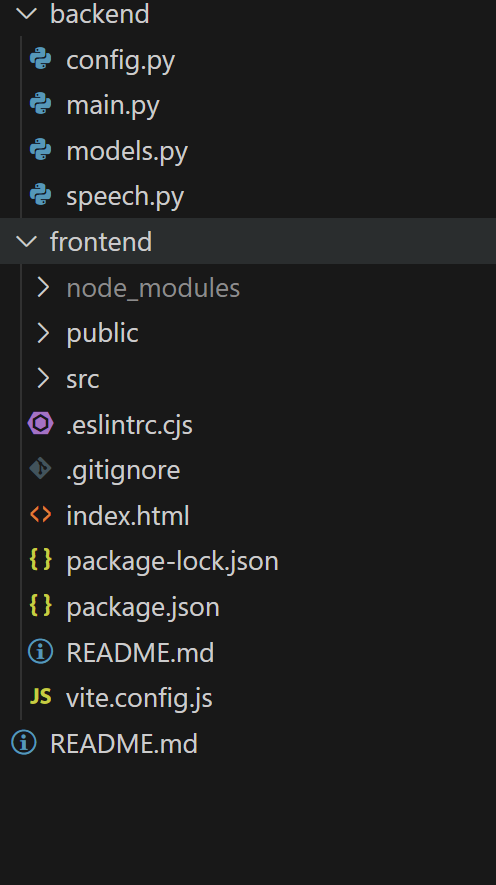 backend
config.py
main.py
models.py
speech.py
frontend
node_modules
public
src
.eslintrc.cjs
.gitignore
index.html
{} package-lock.json
{} package.json
README.md
JS vite.config.js
README.md